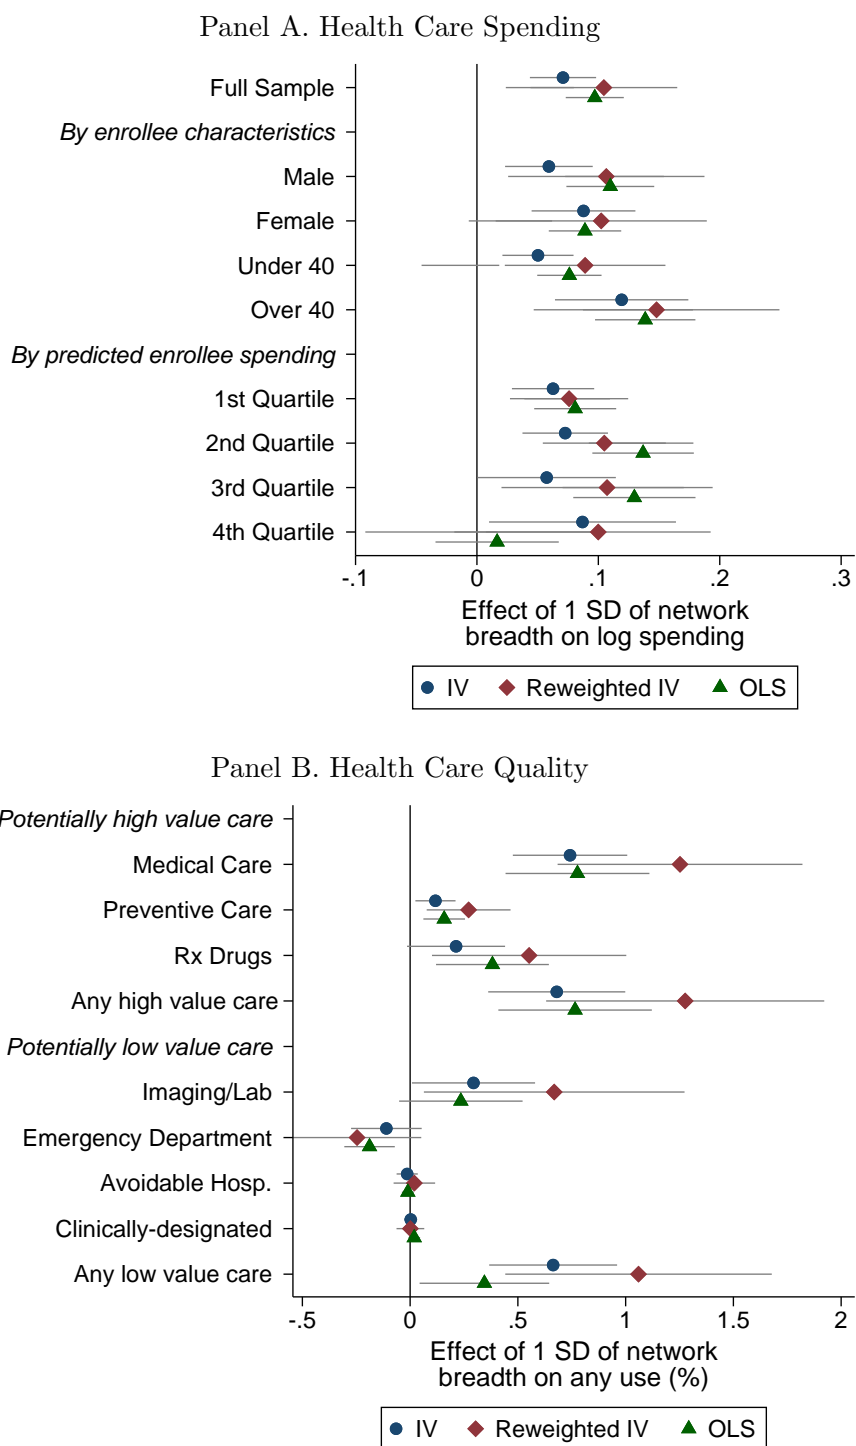 Panel A. Health Care Spending
Full Sample
By enrollee characteristics
Male
Female
Under 40
Over 40
By predicted enrollee spending
1st Quartile
2nd Quartile
3rd Quartile
4th Quartile
-.1 0 .1 .2 .3
Effect of 1 SD of network
breadth on log spending
IV Reweighted IV OLS
Panel B. Health Care Quality
Potentially high value care
Medical Care
Preventive Care
Rx Drugs
Any high value care
Potentially low value care
Imaging/Lab
Emergency Department
Avoidable Hosp.
Clinically-designated
Any low value care
-.5 0 .5 1 1.5 2
Effect of 1 SD of network
breadth on any use (%)
IV Reweighted IV OLS